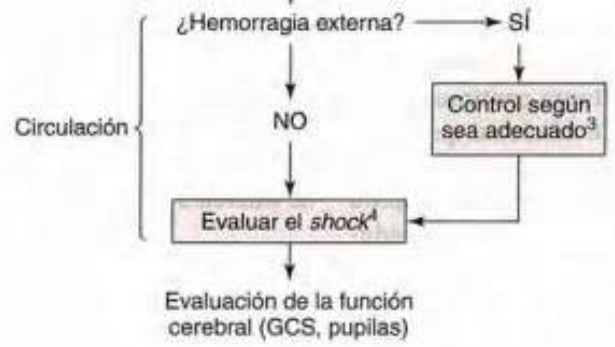 ¿Hemorragia externa? SÍ
Circulación
NO
Control según
sea adecuado³
Evaluar el shock⁴
Evaluación de la función
cerebral (GCS, pupilas)